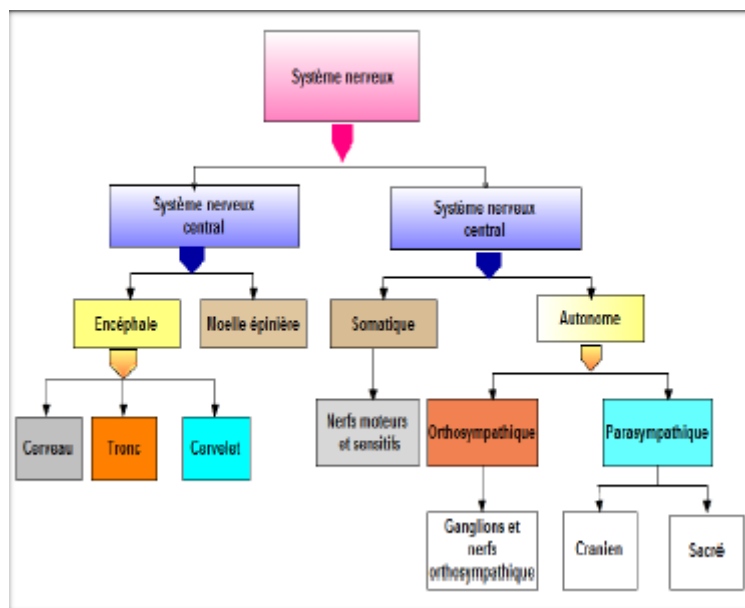 Système nerveux
Système nerveux
central
Système nerveux
central
Encéphale
Moelle épinière
Somatique
Autonome
Cerveau
Tronc
Cervelet
Nerfs moteurs
et sensitifs
Orthosympathique
Parasympathique
Ganglions et
nerfs
orthosympathique
Cranien
Sacré